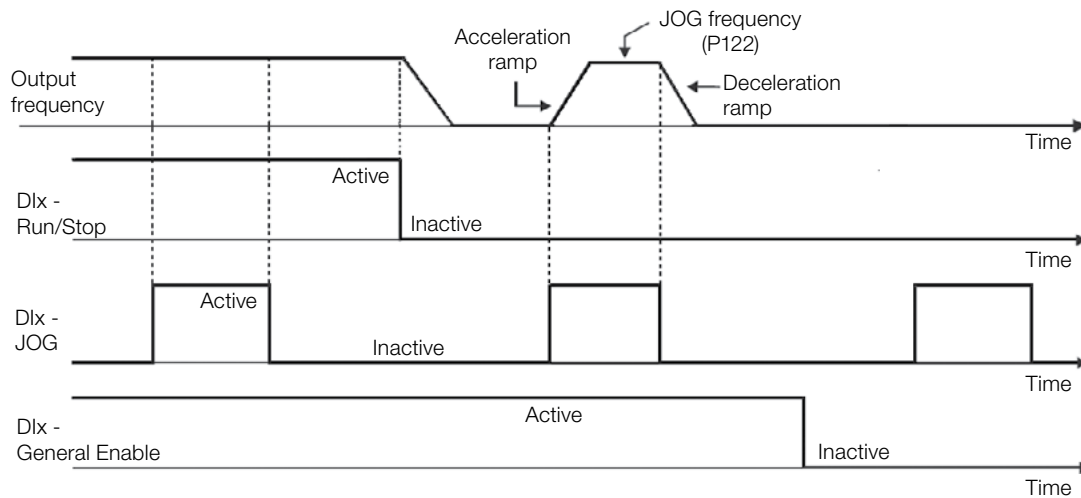 JOG frequency
(P122)
Acceleration
ramp
Output
frequency
Deceleration
ramp
Time
Active
DIx -
Run/Stop
Inactive
Time
Active
DIx -
JOG
Inactive
Time
Active
DIx -
General Enable
Inactive
Time